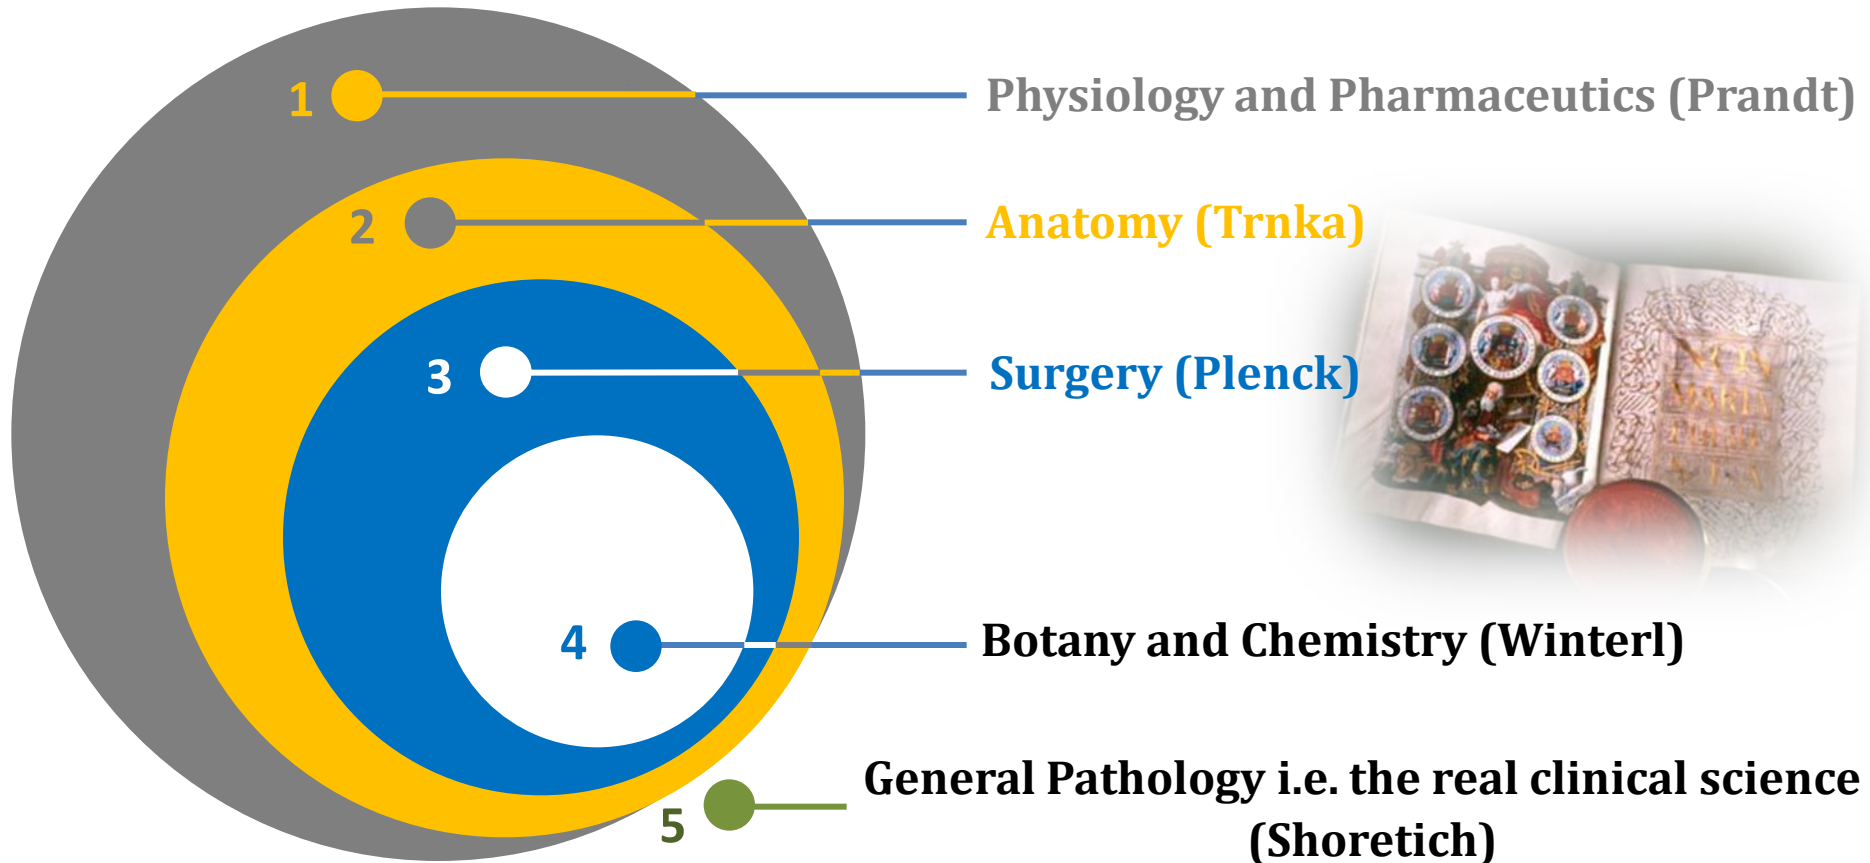 1 Physiology and Pharmaceutics (Prandt)
2 Anatomy (Trnka)
3 Surgery (Plenck)
4 Botany and Chemistry (Winterl)
5 General Pathology i.e. the real clinical science
(Shoretich)